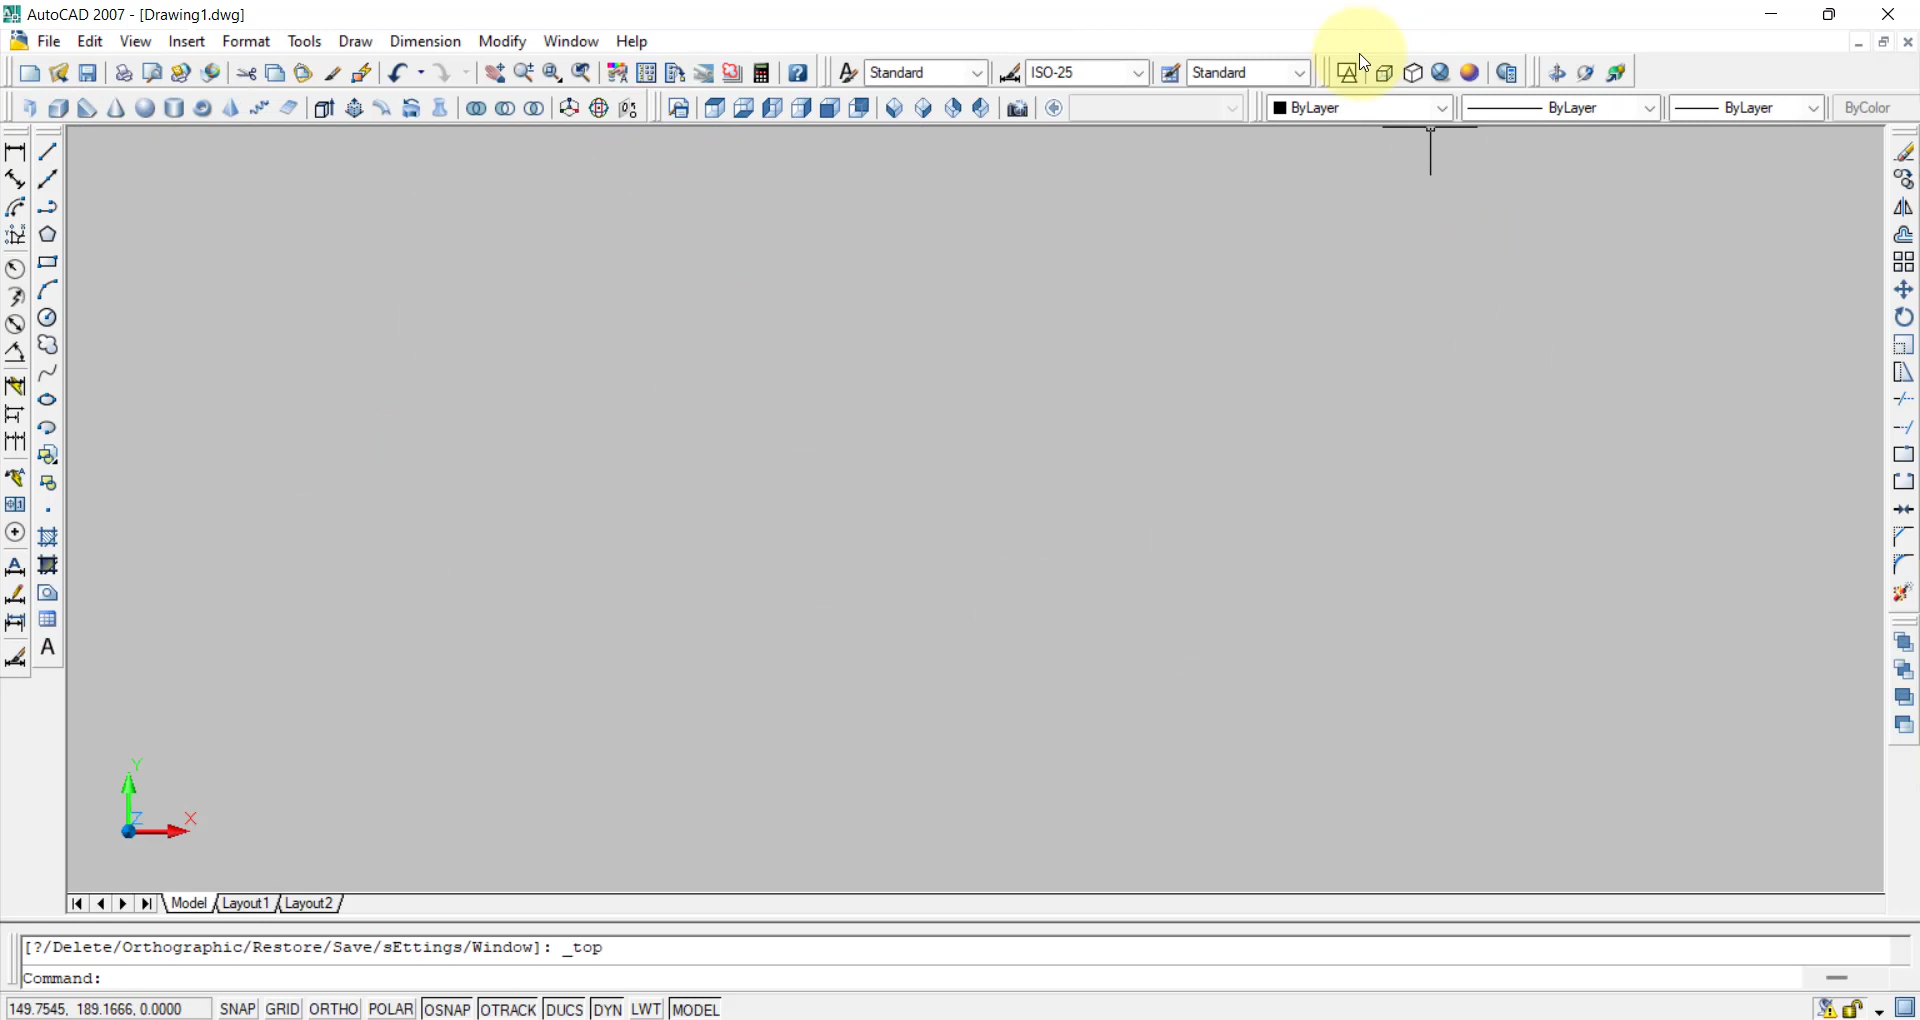 AutoCAD 2007 - [Drawing1.dwg]
File Edit View Insert Format Tools Draw Dimension Modify Window Help
Standard ISO-25 Standard
ByLayer ByLayer ByLayer ByColor
Y
Z X
Model Layout1 Layout2
[?/Delete/Orthographic/Restore/Save/sEttings/Window]: _top
Command:
149.7545, 189.1666, 0.0000 SNAP GRID ORTHO POLAR OSNAP OTRACK DUCS DYN LWT MODEL